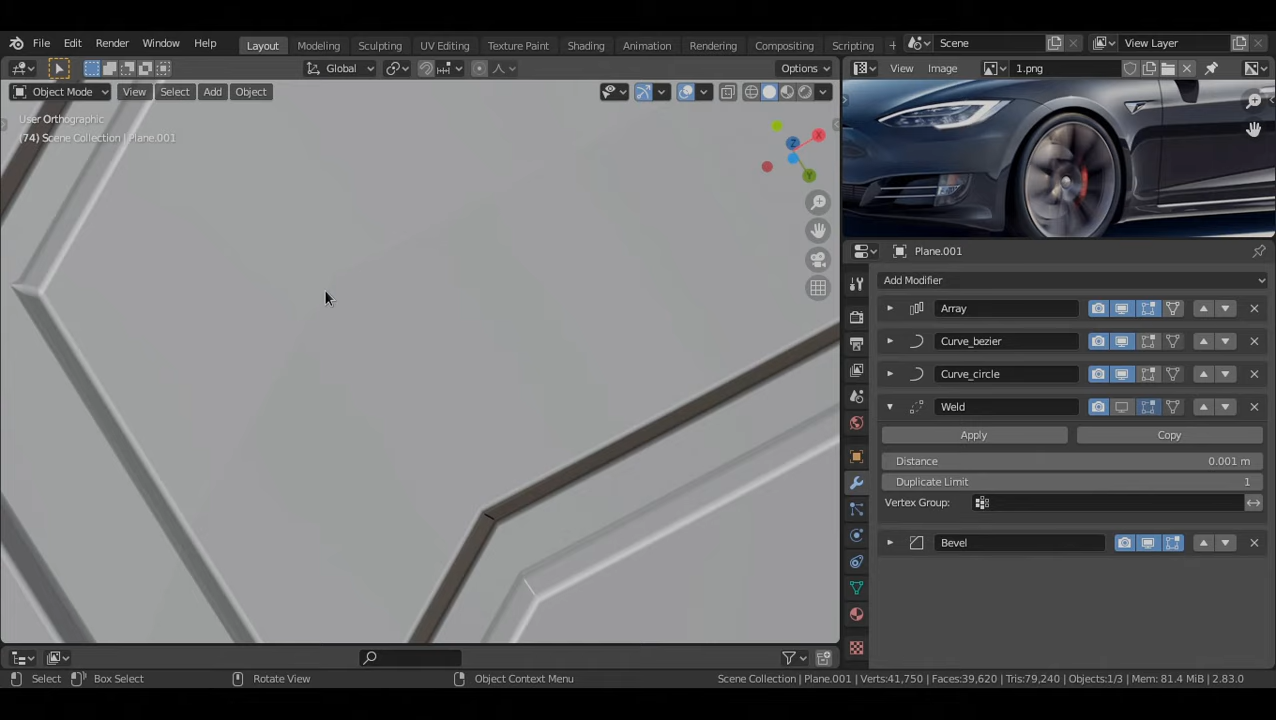 File Edit Render Window Help Layout Modeling Sculpting UV Editing Texture Paint Shading Animation Rendering Compositing Scripting + Scene View Layer
Global Options View Image 1.png
Object Mode View Select Add Object
User Orthographic
(74) Scene Collection | Plane.001
X
Z
Y
Plane.001
Add Modifier
Array
Curve_bezier
Curve_circle
Weld
Apply Copy
Distance 0.001 m
Duplicate Limit 1
Vertex Group:
Bevel
Select Box Select Rotate View Object Context Menu Scene Collection | Plane.001 | Verts:41,750 | Faces:39,620 | Tris:79,240 | Objects:1/3 | Mem: 81.4 MiB | 2.83.0